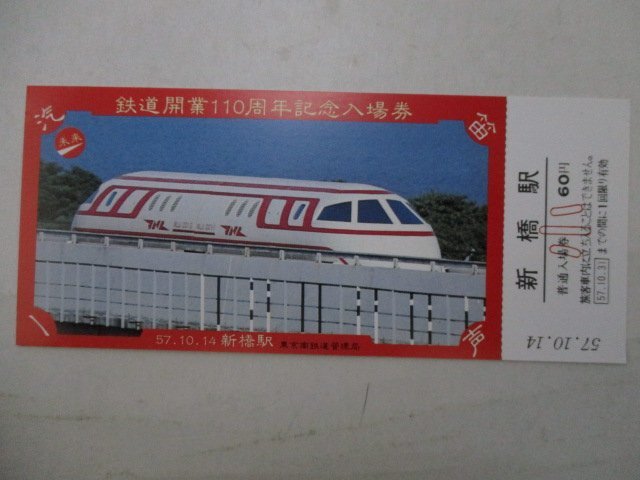 鉄道開業110周年記念入場券
汽
笛
一
声
未来
57.10.14 新橋駅 東京南鉄道管理局
新橋駅
普通入場券 60円
旅客車内に立ち入ることはできません。
57.10.31 までの間に1回限り有効
57.10.14